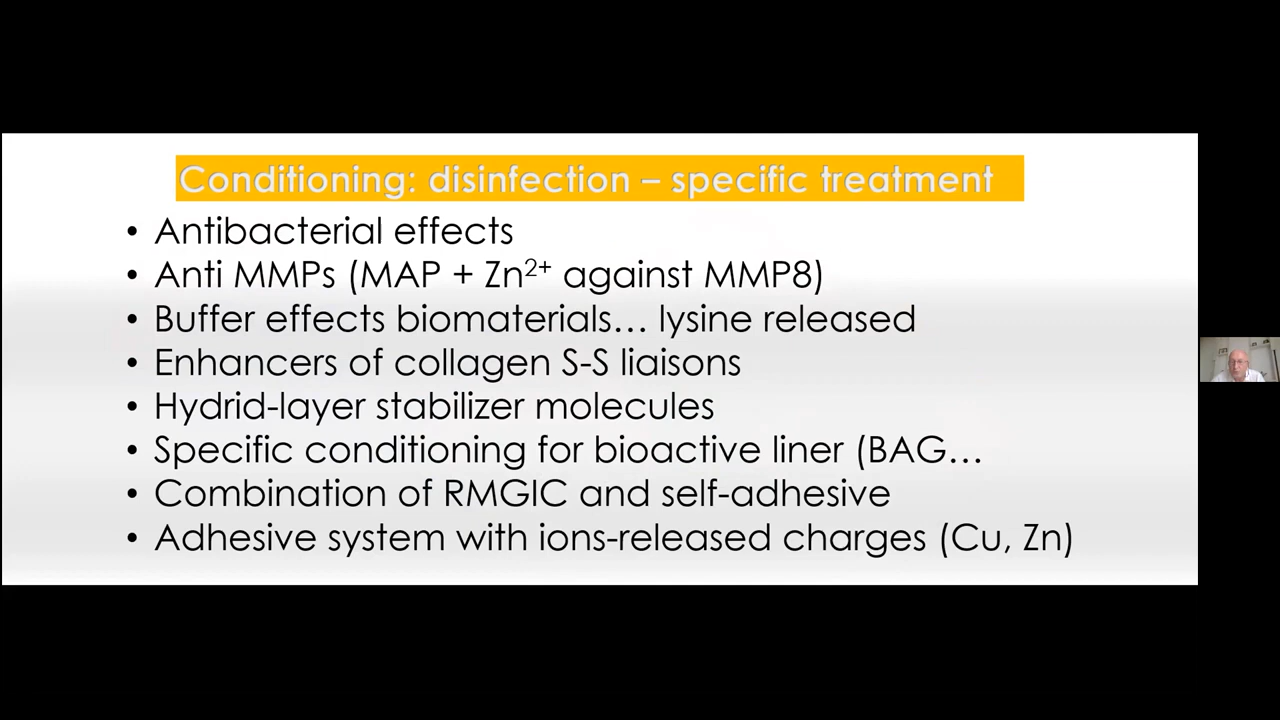 Conditioning: disinfection – specific treatment
• Antibacterial effects
• Anti MMPs (MAP + Zn²⁺ against MMP8)
• Buffer effects biomaterials… lysine released
• Enhancers of collagen S-S liaisons
• Hydrid-layer stabilizer molecules
• Specific conditioning for bioactive liner (BAG…
• Combination of RMGIC and self-adhesive
• Adhesive system with ions-released charges (Cu, Zn)